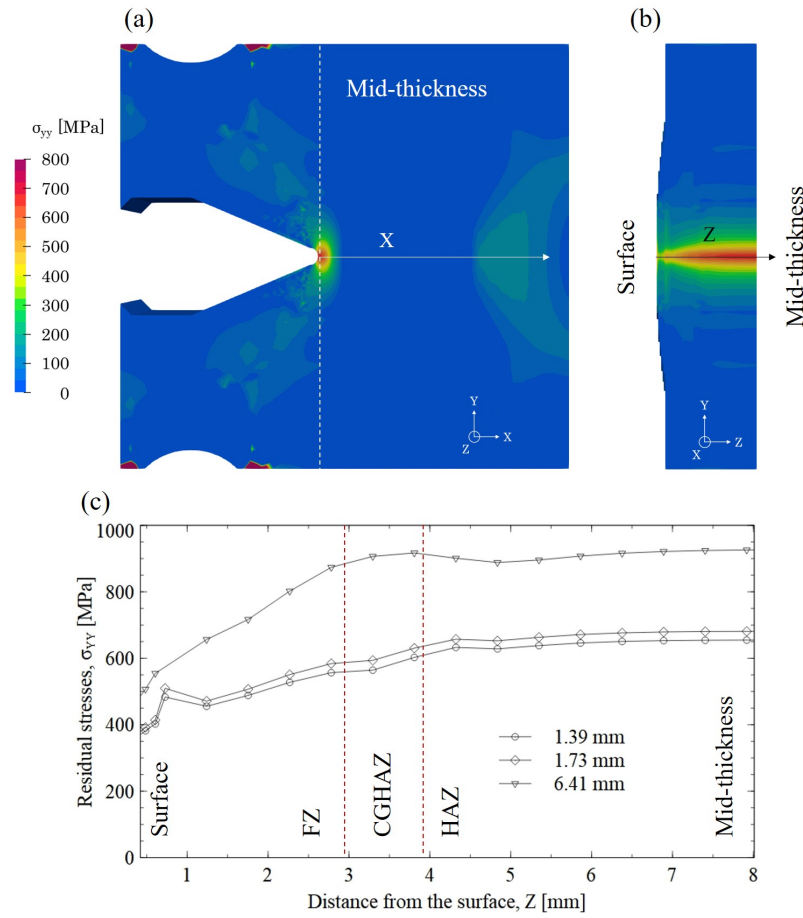 (a)
(b)
Mid-thickness
σyy [MPa]
800
700
600
500
400
300
200
100
0
X
Y
Z
X
Surface
Z
Mid-thickness
Y
X
Z
(c)
Residual stresses, σYY [MPa]
1000
800
600
400
200
0
Surface
FZ
CGHAZ
HAZ
Mid-thickness
1.39 mm
1.73 mm
6.41 mm
1 2 3 4 5 6 7 8
Distance from the surface, Z [mm]